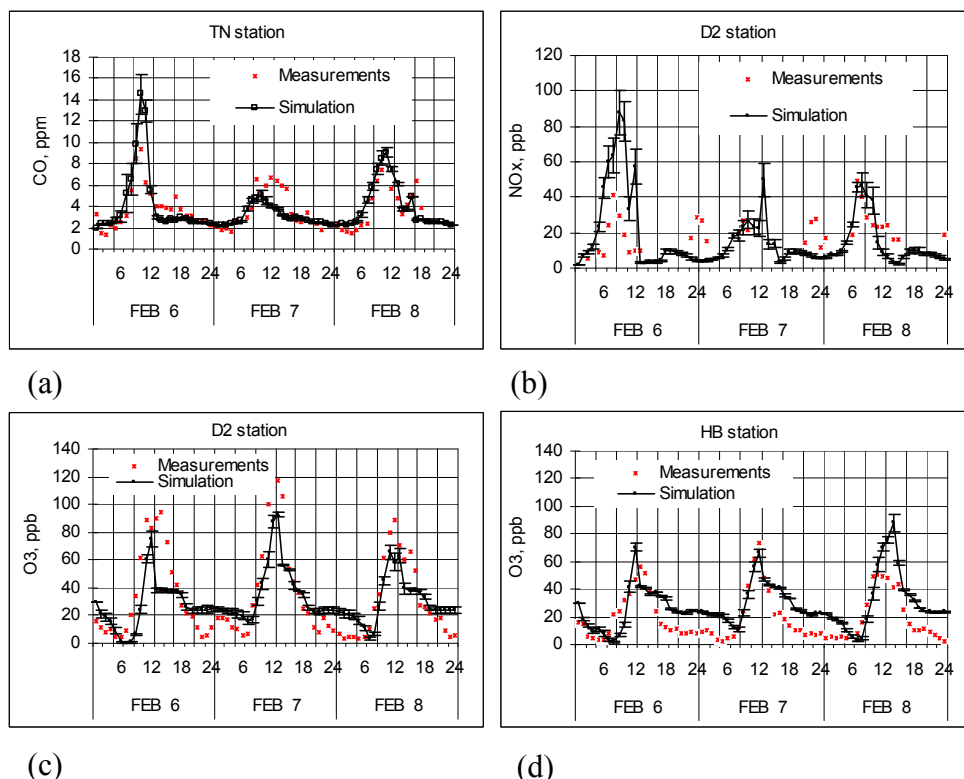 TN station
CO, ppm
18
16
14
12
10
8
6
4
2
0
Measurements
Simulation
6 12 18 24 6 12 18 24 6 12 18 24
FEB 6 FEB 7 FEB 8
(a)
D2 station
NOx, ppb
120
100
80
60
40
20
0
Measurements
Simulation
6 12 18 24 6 12 18 24 6 12 18 24
FEB 6 FEB 7 FEB 8
(b)
D2 station
O3, ppb
140
120
100
80
60
40
20
0
Measurements
Simulation
6 12 18 24 6 12 18 24 6 12 18 24
FEB 6 FEB 7 FEB 8
(c)
HB station
O3, ppb
140
120
100
80
60
40
20
0
Measurements
Simulation
6 12 18 24 6 12 18 24 6 12 18 24
FEB 6 FEB 7 FEB 8
(d)